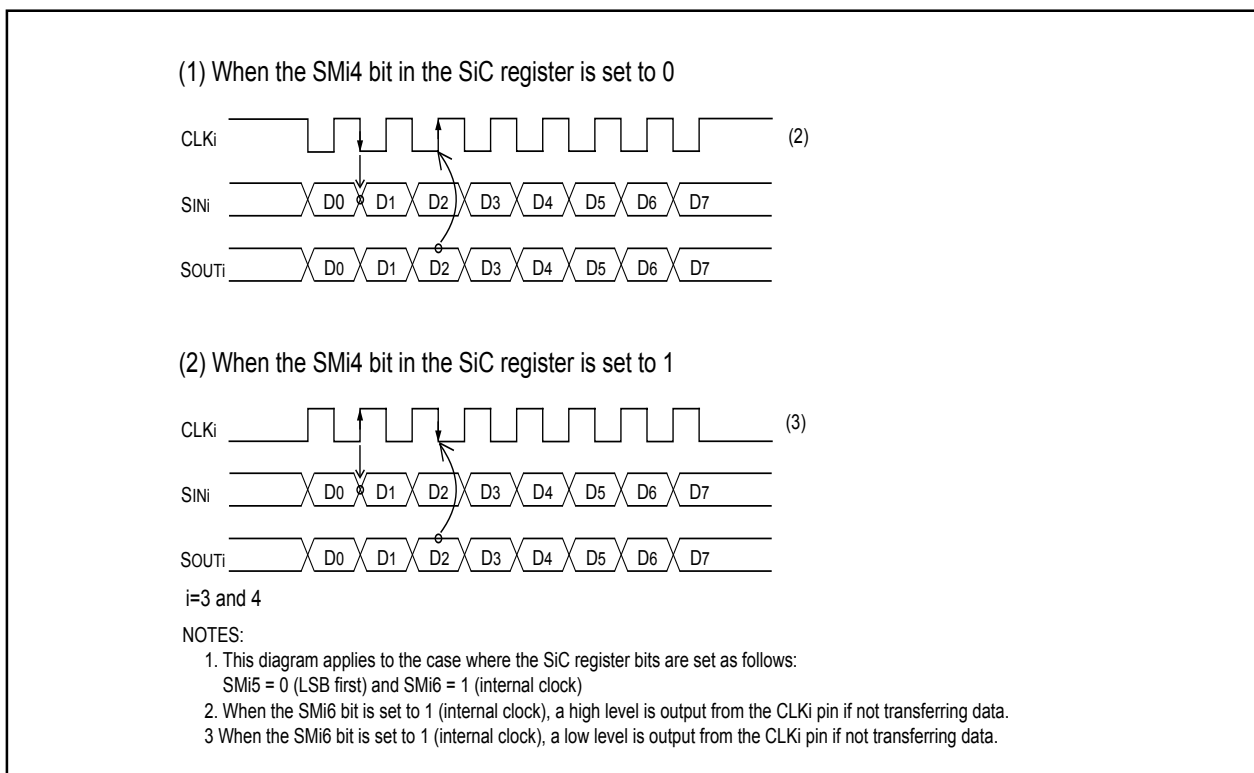 (1) When the SMi4 bit in the SiC register is set to 0
CLKi
(2)
SINi
D0 D1 D2 D3 D4 D5 D6 D7
SOUTi
D0 D1 D2 D3 D4 D5 D6 D7
(2) When the SMi4 bit in the SiC register is set to 1
CLKi
(3)
SINi
D0 D1 D2 D3 D4 D5 D6 D7
SOUTi
D0 D1 D2 D3 D4 D5 D6 D7
i=3 and 4
NOTES:
1. This diagram applies to the case where the SiC register bits are set as follows:
SMi5 = 0 (LSB first) and SMi6 = 1 (internal clock)
2. When the SMi6 bit is set to 1 (internal clock), a high level is output from the CLKi pin if not transferring data.
3 When the SMi6 bit is set to 1 (internal clock), a low level is output from the CLKi pin if not transferring data.